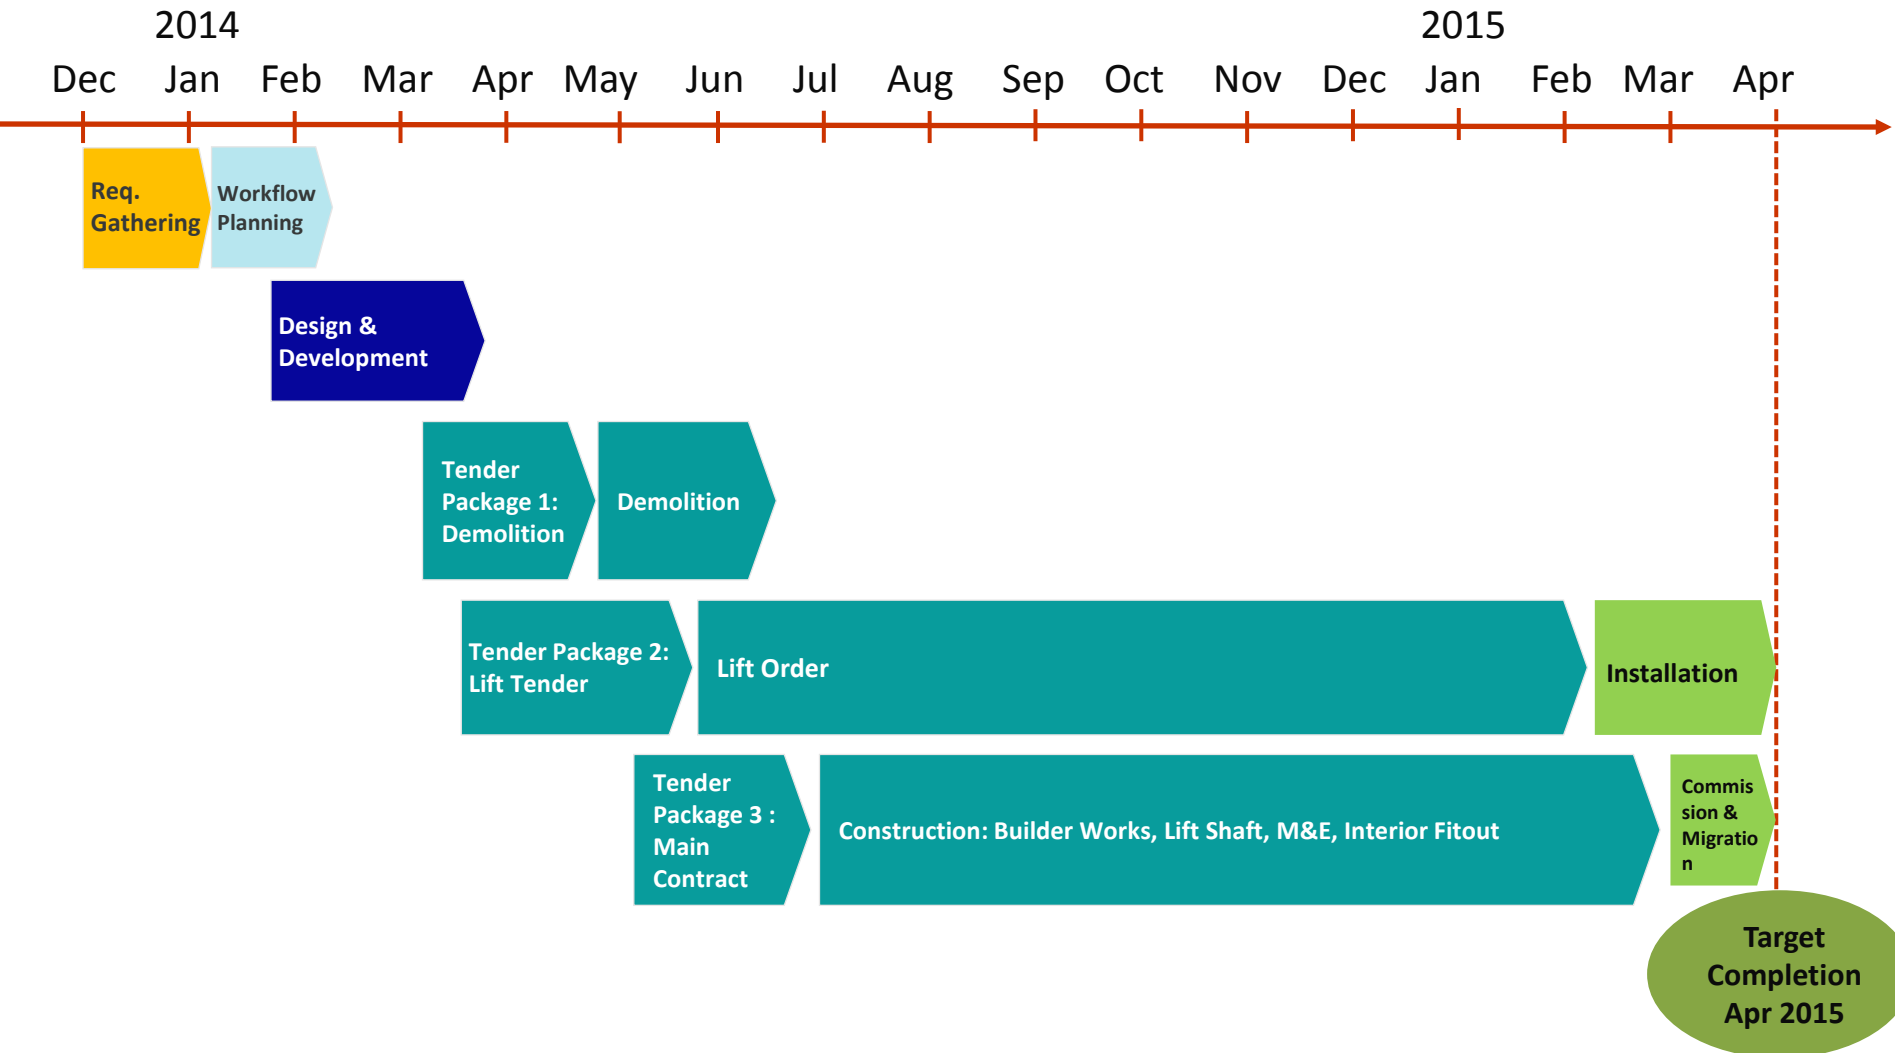 2014
2015
Dec Jan Feb Mar Apr May Jun Jul Aug Sep Oct Nov Dec Jan Feb Mar Apr
Req.
Gathering
Workflow
Planning
Design &
Development
Tender
Package 1:
Demolition
Demolition
Tender Package 2:
Lift Tender
Lift Order
Installation
Tender
Package 3 :
Main
Contract
Construction: Builder Works, Lift Shaft, M&E, Interior Fitout
Commis
sion &
Migratio
n
Target
Completion
Apr 2015